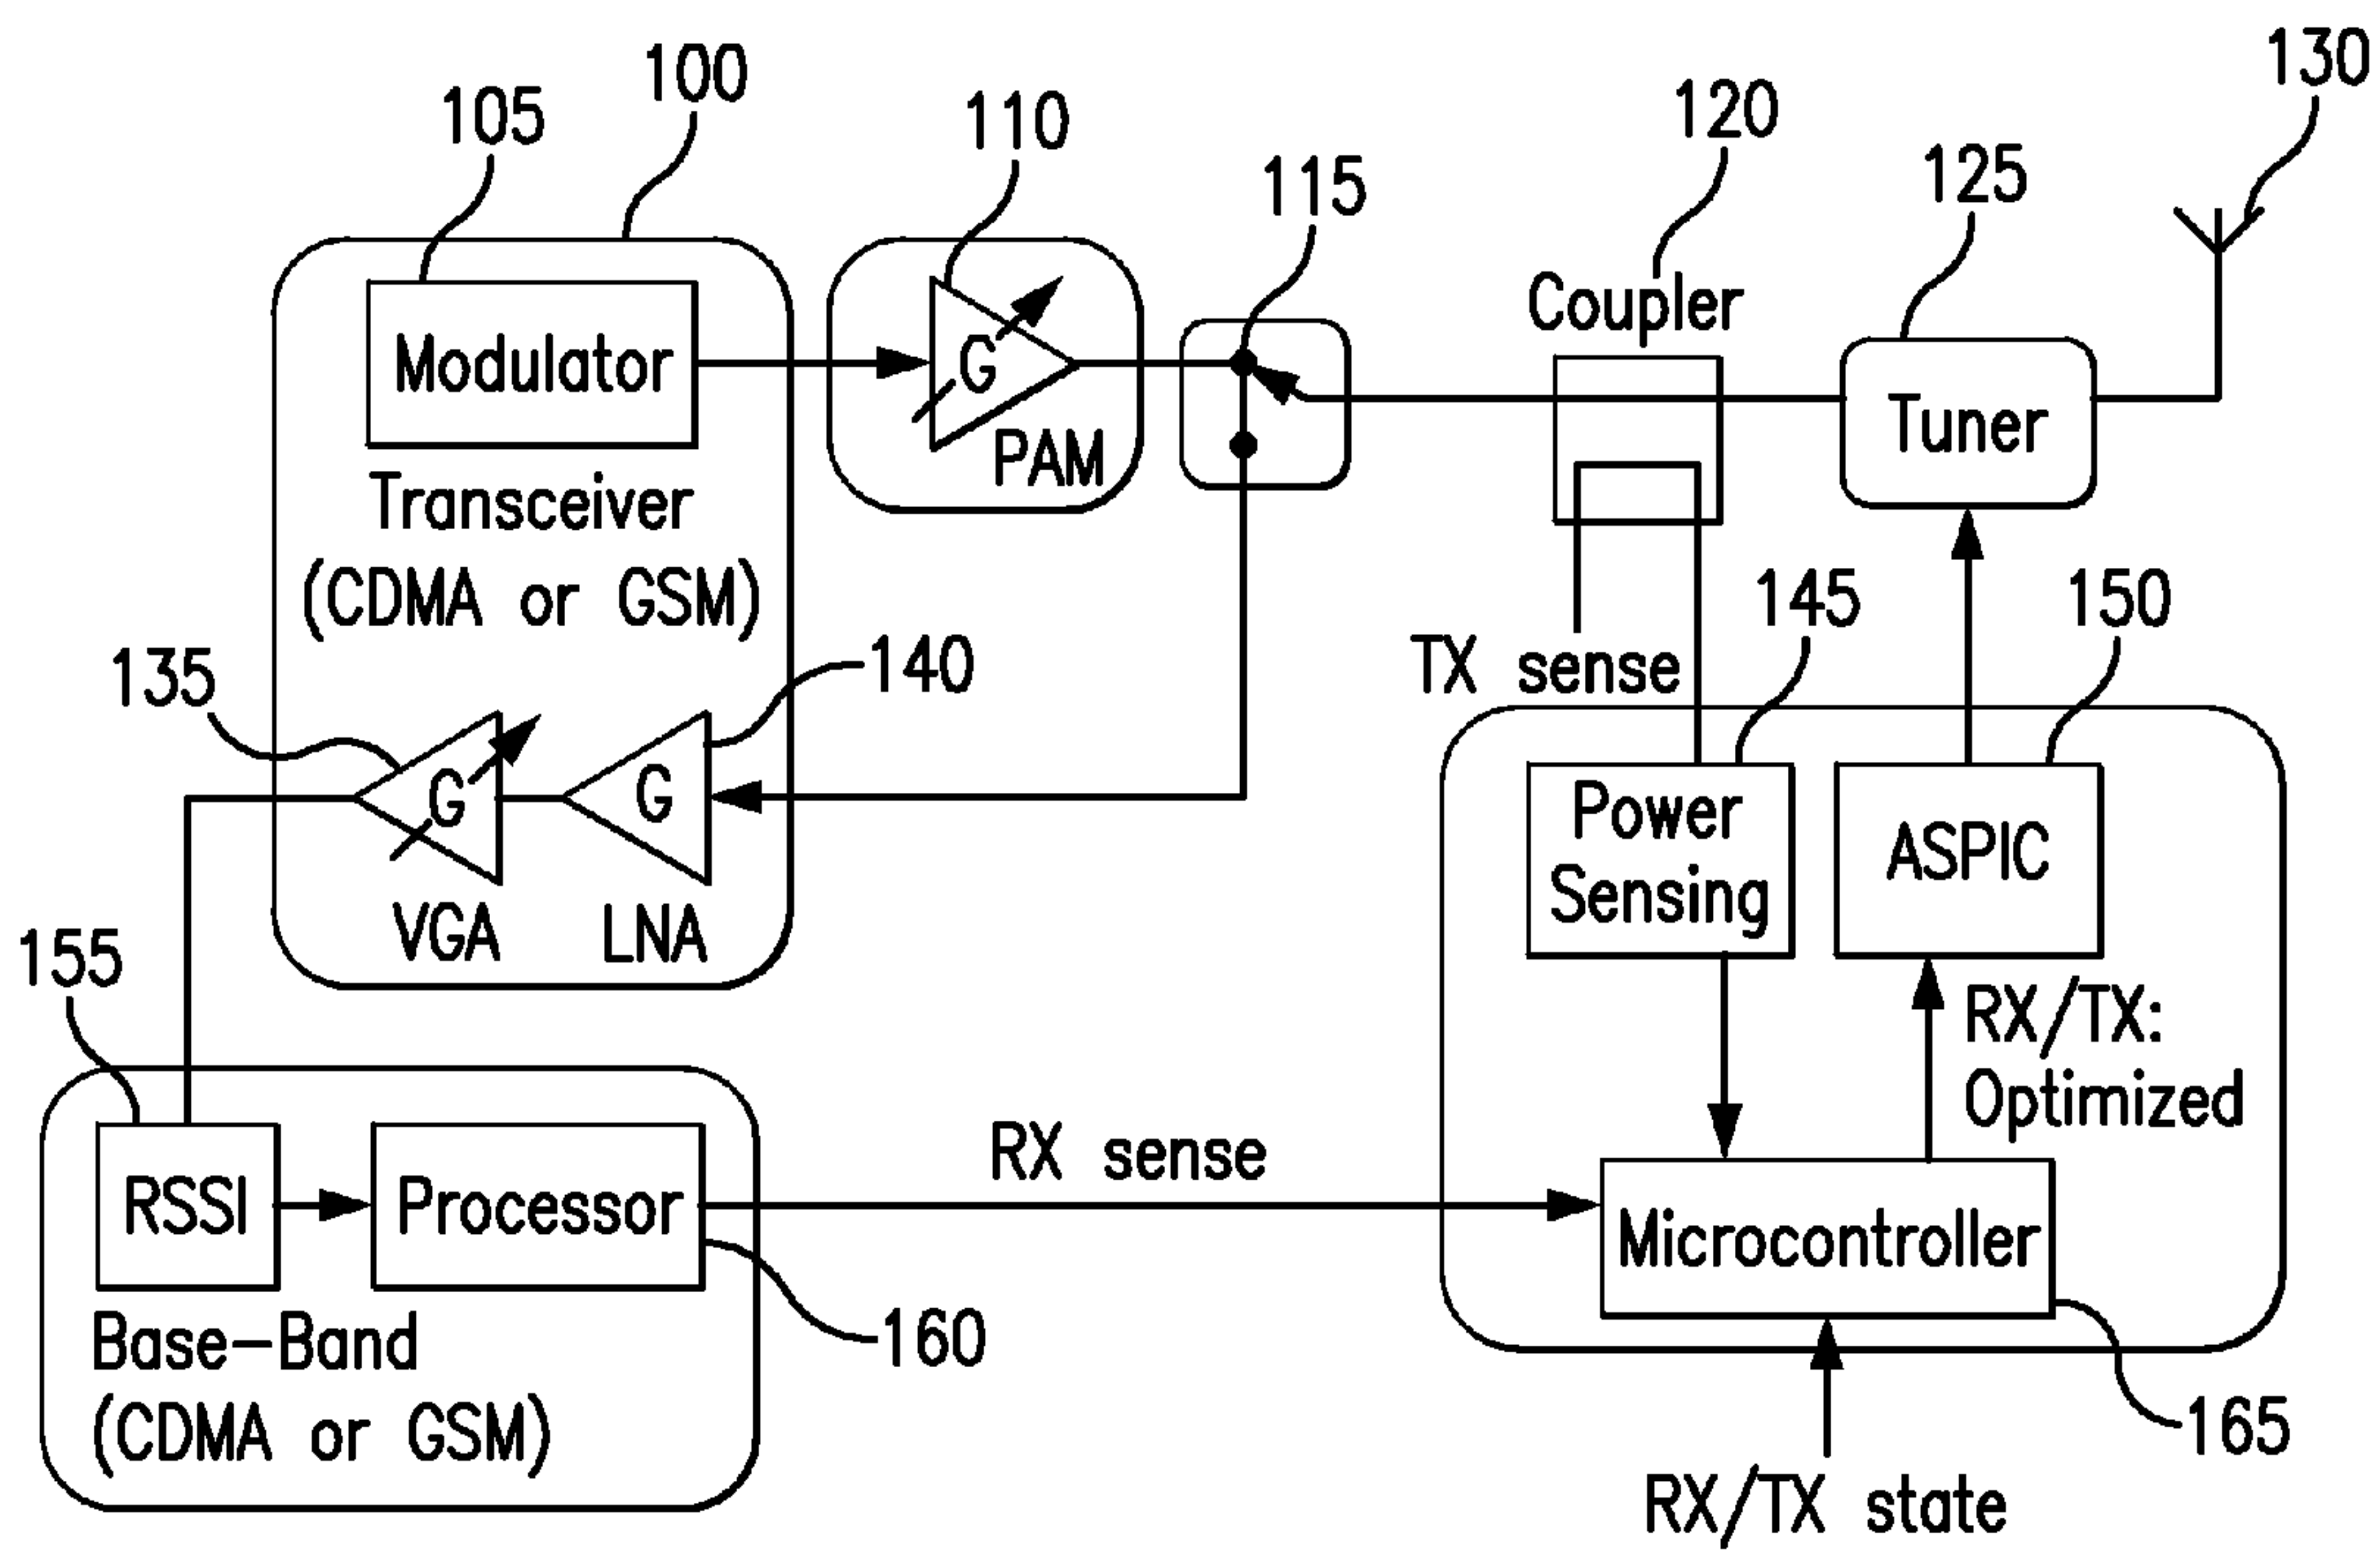 130
100
120
105
110
125
115
Coupler
Modulator
G
Tuner
PAM
Transceiver
(CDMA or GSM)
145
150
140
TX sense
135
G
G
Power
Sensing
ASPIC
VGA
LNA
155
RX/TX:
Optimized
RX sense
RSSI
Processor
Microcontroller
160
Base-Band
(CDMA or GSM)
165
RX/TX state